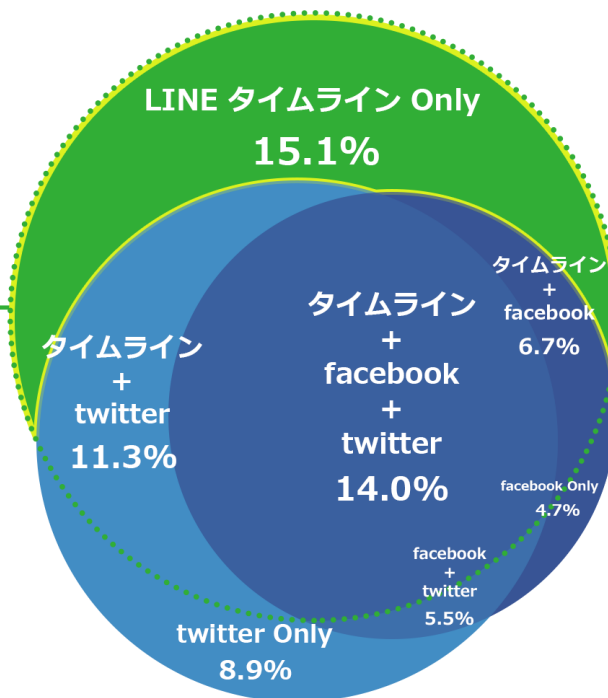 LINE タイムライン Only
15.1%
タイムライン
+
facebook
6.7%
タイムライン
+
facebook
+
twitter
14.0%
タイムライン
+
twitter
11.3%
facebook Only
4.7%
facebook
+
twitter
5.5%
twitter Only
8.9%